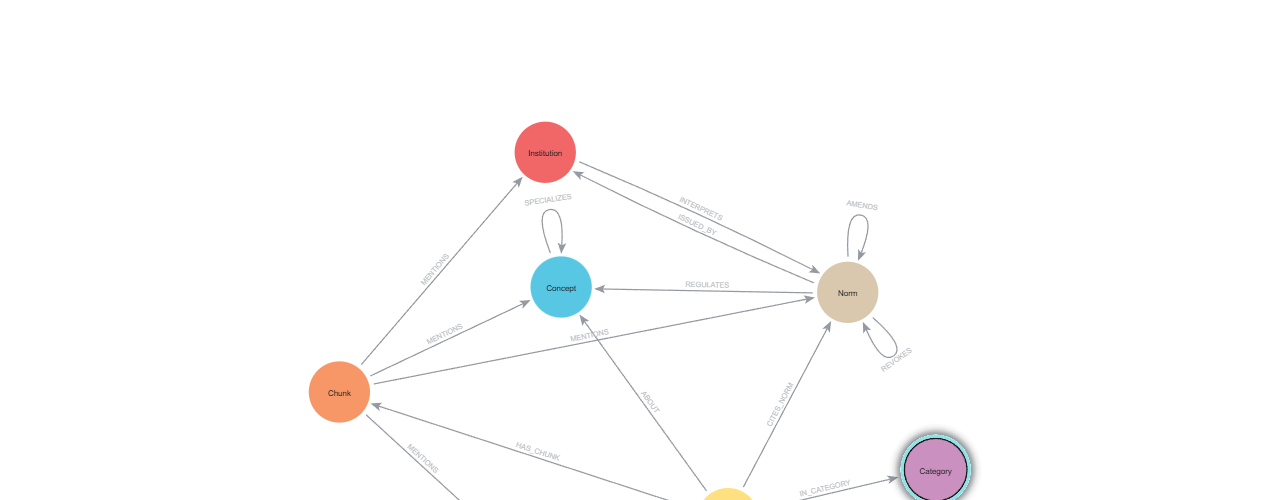 Institution
SPECIALIZES
INTERPRETS
ISSUED_BY
AMENDS
MENTIONS
Concept
REGULATES
Norm
MENTIONS
MENTIONS
REVOKES
Chunk
ABOUT
CITES_NORM
HAS_CHUNK
MENTIONS
Category
IN_CATEGORY